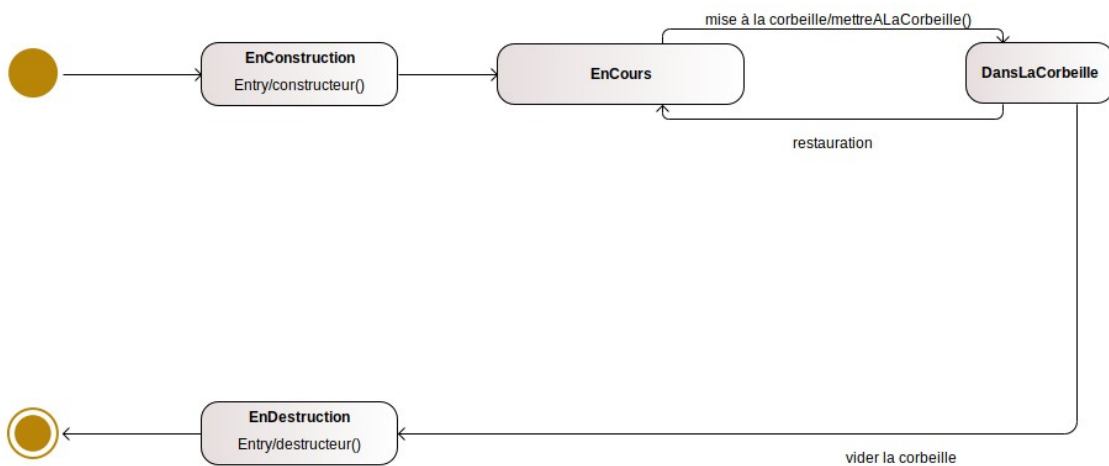 mise à la corbeille/mettreALaCorbeille()
EnConstruction
Entry/constructeur()
EnCours
DansLaCorbeille
restauration
EnDestruction
Entry/destructeur()
vider la corbeille